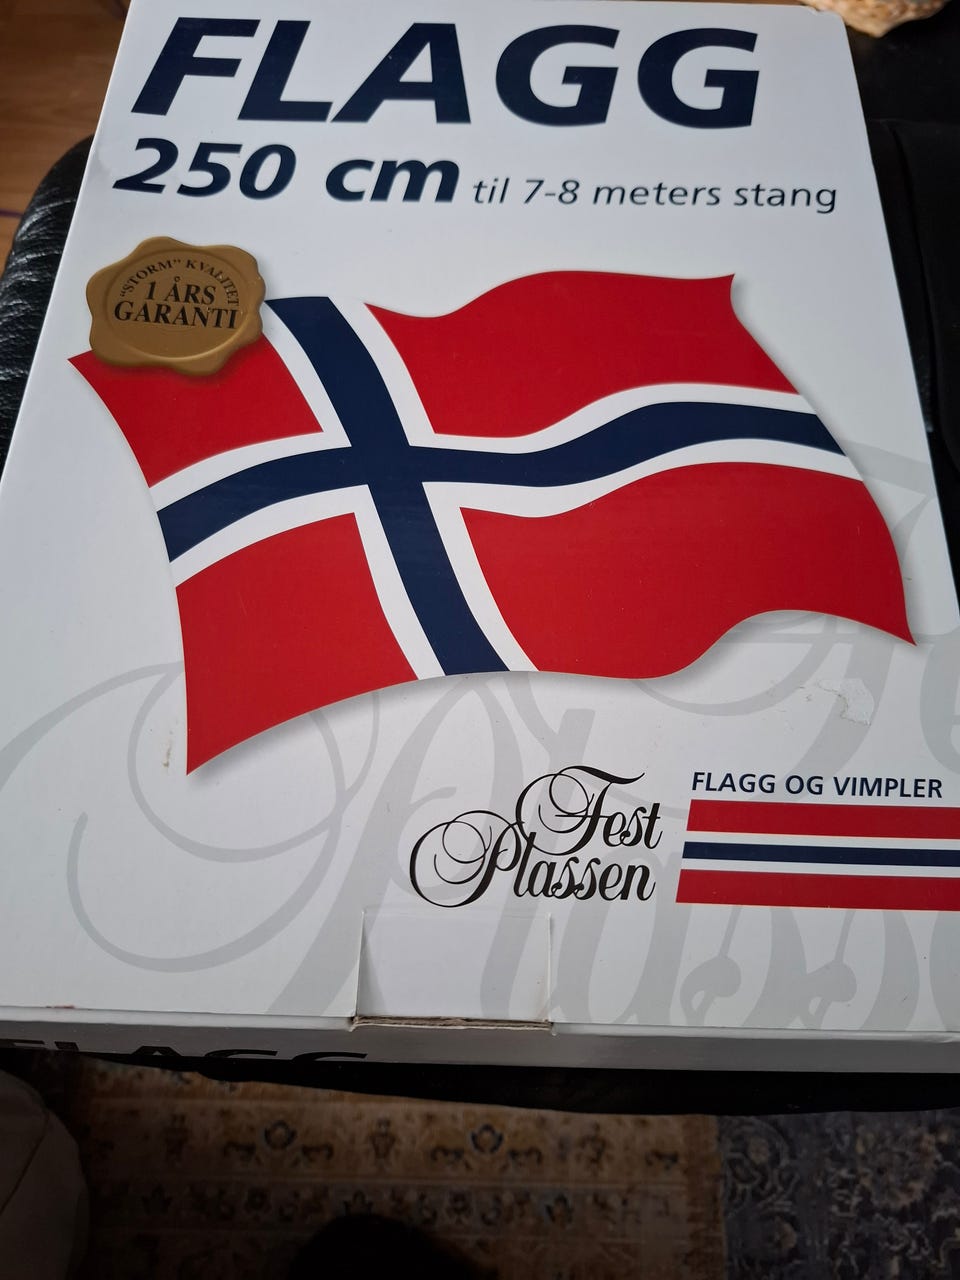 FLAGG
250 cm til 7-8 meters stang
"STORM" KVALITET
1 ÅRS
GARANTI
FLAGG OG VIMPLER
Fest
Plassen
FLAGG